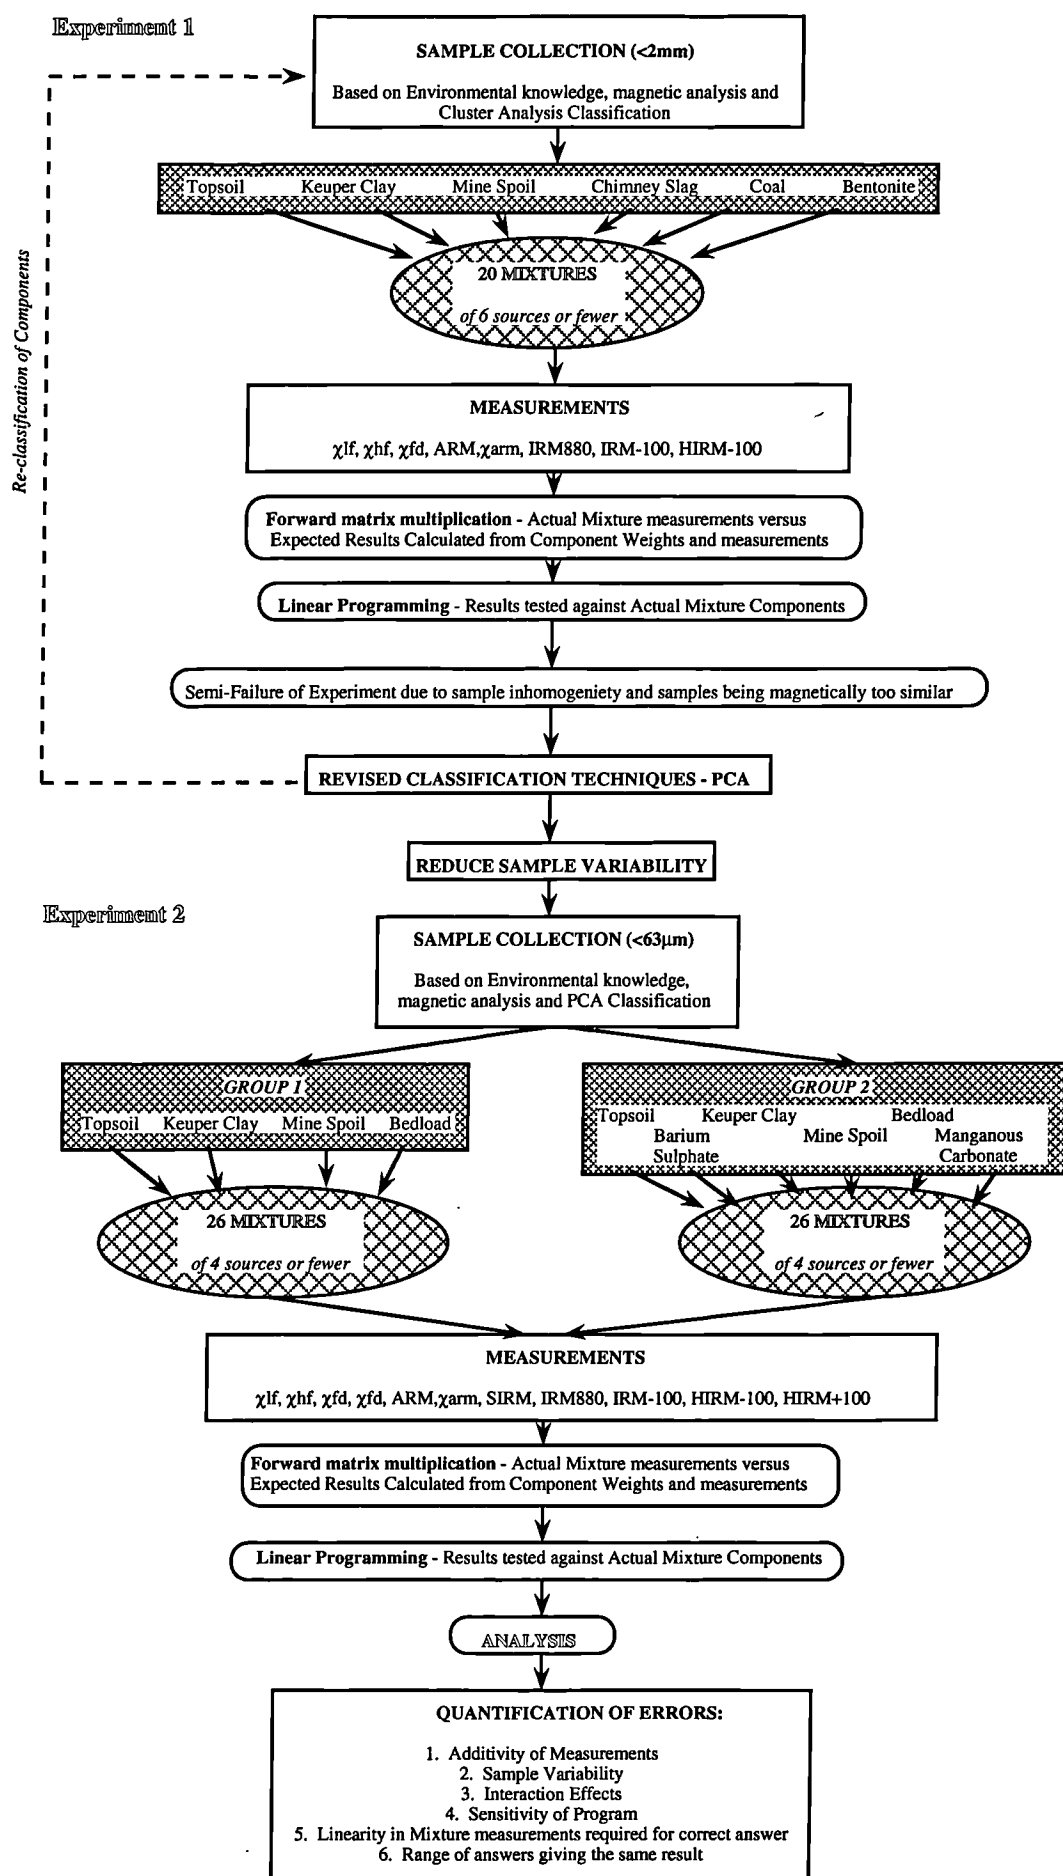 Experiment 1
SAMPLE COLLECTION (<2mm)
Based on Environmental knowledge, magnetic analysis and
Cluster Analysis Classification
Topsoil Keuper Clay Mine Spoil Chimney Slag Coal Bentonite
20 MIXTURES
of 6 sources or fewer
Re-classification of Components
MEASUREMENTS
χlf, χhf, χfd, ARM,χarm, IRM880, IRM-100, HIRM-100
Forward matrix multiplication - Actual Mixture measurements versus
Expected Results Calculated from Component Weights and measurements
Linear Programming - Results tested against Actual Mixture Components
Semi-Failure of Experiment due to sample inhomogeniety and samples being magnetically too similar
REVISED CLASSIFICATION TECHNIQUES - PCA
REDUCE SAMPLE VARIABILITY
Experiment 2
SAMPLE COLLECTION (<63μm)
Based on Environmental knowledge,
magnetic analysis and PCA Classification
GROUP 1
Topsoil Keuper Clay Mine Spoil Bedload
26 MIXTURES
of 4 sources or fewer
GROUP 2
Topsoil Keuper Clay Bedload
Barium Mine Spoil Manganous
Sulphate Carbonate
26 MIXTURES
of 4 sources or fewer
MEASUREMENTS
χlf, χhf, χfd, χfd, ARM,χarm, SIRM, IRM880, IRM-100, HIRM-100, HIRM+100
Forward matrix multiplication - Actual Mixture measurements versus
Expected Results Calculated from Component Weights and measurements
Linear Programming - Results tested against Actual Mixture Components
ANALYSIS
QUANTIFICATION OF ERRORS:
1. Additivity of Measurements
2. Sample Variability
3. Interaction Effects
4. Sensitivity of Program
5. Linearity in Mixture measurements required for correct answer
6. Range of answers giving the same result